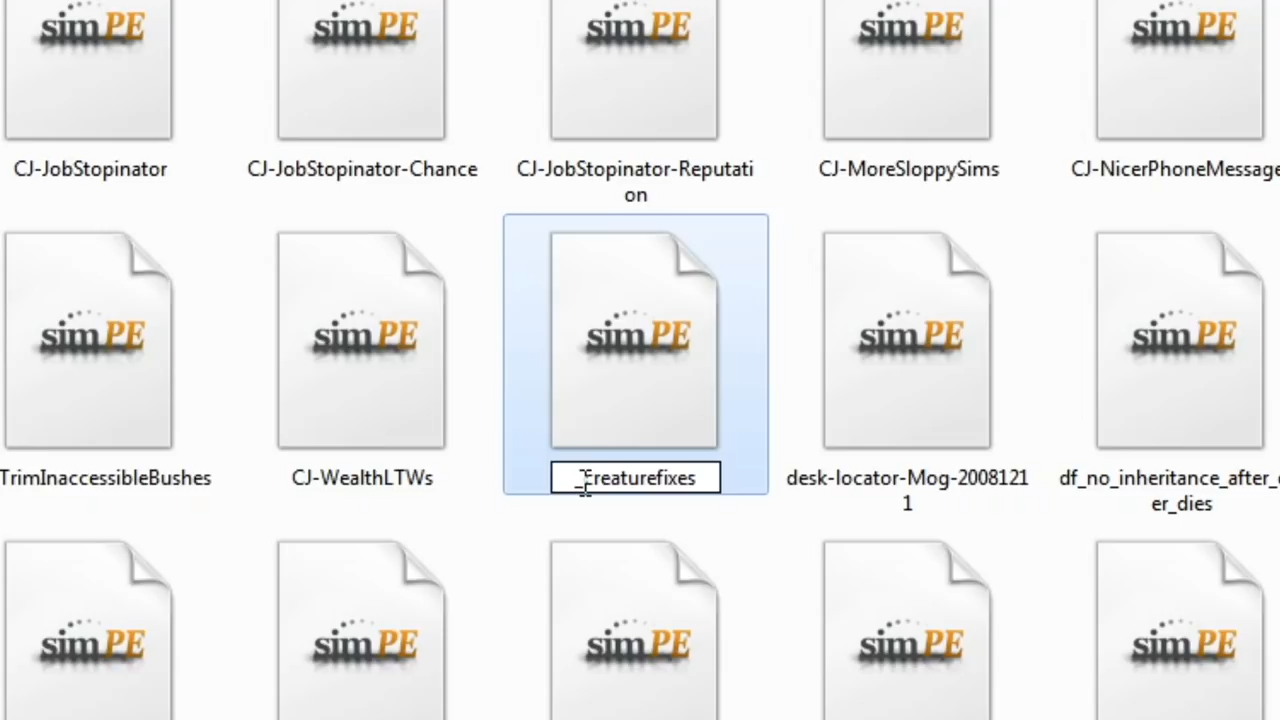 simPE simPE simPE simPE simPE
CJ-JobStopinator CJ-JobStopinator-Chance CJ-JobStopinator-Reputati CJ-MoreSloppySims CJ-NicerPhoneMessage
on
simPE simPE simPE simPE simPE
TrimInaccessibleBushes CJ-WealthLTWs _Creaturefixes desk-locator-Mog-2008121 df_no_inheritance_after_
1 er_dies
simPE simPE simPE simPE simPE